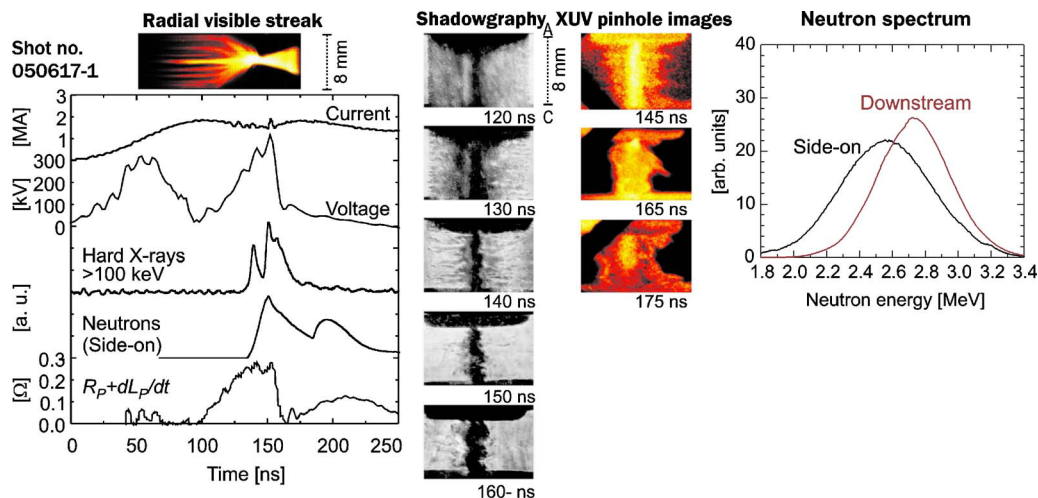 Radial visible streak
Shot no.
050617-1
8 mm
3
2
1
0
[MA]
Current
300
200
100
0
[kV]
Voltage
Hard X-rays
>100 keV
[a. u.]
Neutrons
(Side-on)
0.3
0.2
0.1
0.0
[Ω]
R_P+dL_P/dt
0 50 100 150 200 250
Time [ns]
Shadowgraphy
A
8 mm
C
120 ns
130 ns
140 ns
150 ns
160- ns
XUV pinhole images
145 ns
165 ns
175 ns
Neutron spectrum
40
30
20
10
0
[arb. units]
Downstream
Side-on
1.8 2.0 2.2 2.4 2.6 2.8 3.0 3.2 3.4
Neutron energy [MeV]